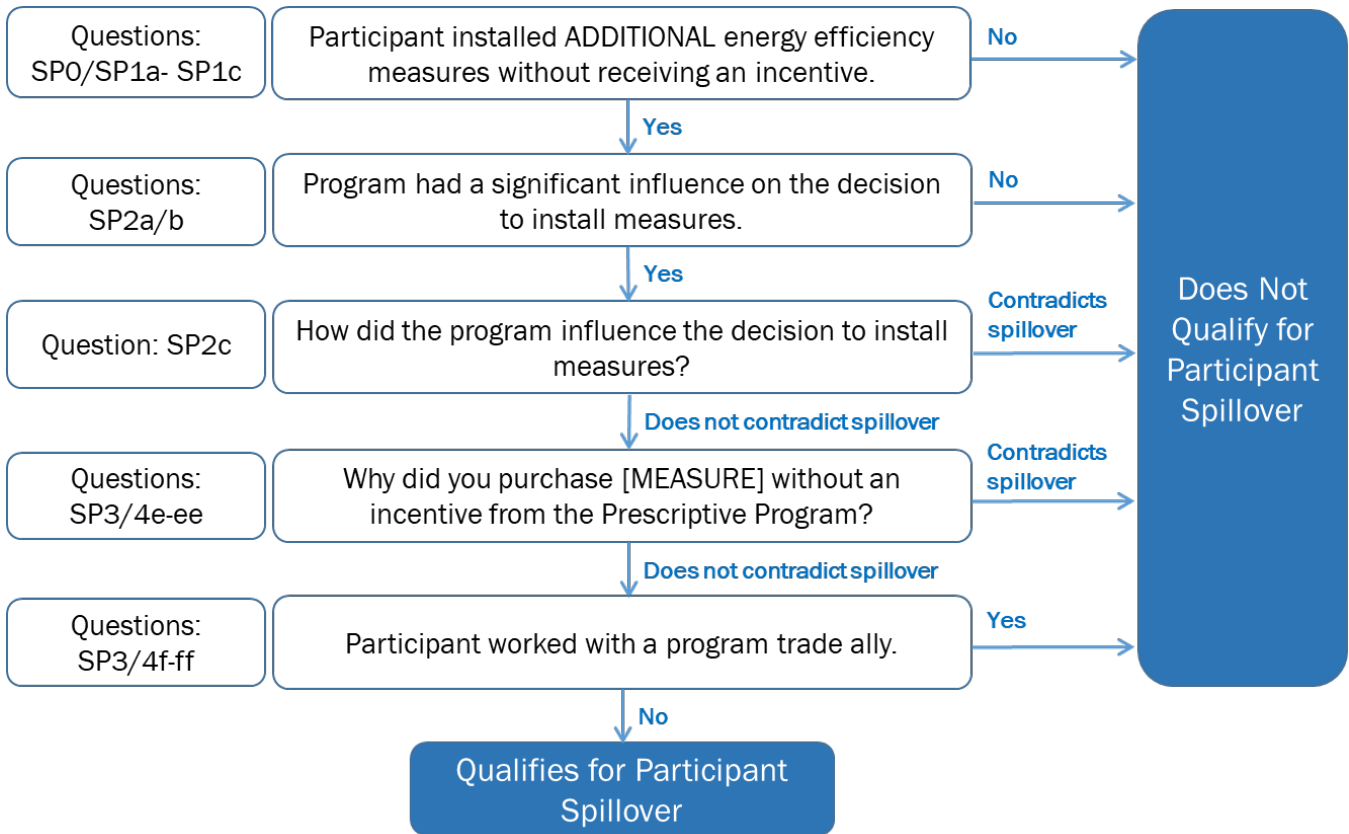 Questions:
SP0/SP1a- SP1c
Participant installed ADDITIONAL energy efficiency
measures without receiving an incentive.
No
Yes
Questions:
SP2a/b
Program had a significant influence on the decision
to install measures.
No
Yes
Question: SP2c
How did the program influence the decision to install
measures?
Contradicts
spillover
Does not contradict spillover
Questions:
SP3/4e-ee
Why did you purchase [MEASURE] without an
incentive from the Prescriptive Program?
Contradicts
spillover
Does not contradict spillover
Questions:
SP3/4f-ff
Participant worked with a program trade ally.
Yes
No
Does Not
Qualify for
Participant
Spillover
Qualifies for Participant
Spillover